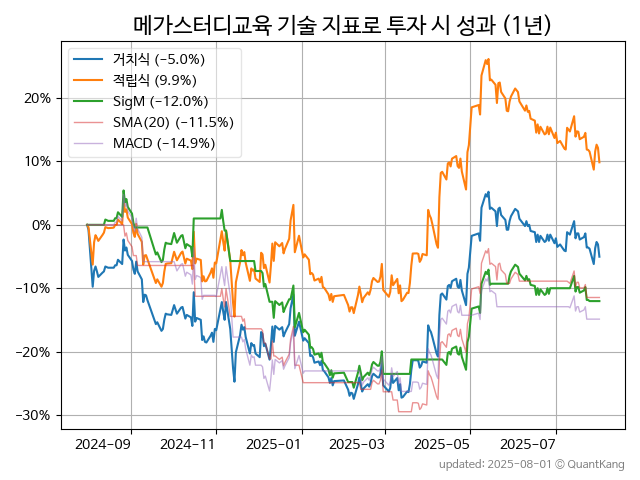 메가스터디교육 기술 지표로 투자 시 성과 (1년)
거치식 (−5.0%)
적립식 (9.9%)
SigM (−12.0%)
SMA(20) (−11.5%)
MACD (−14.9%)
20%
10%
0%
−10%
−20%
−30%
2024-09 2024-11 2025-01 2025-03 2025-05 2025-07
updated: 2025-08-01 © QuantKang